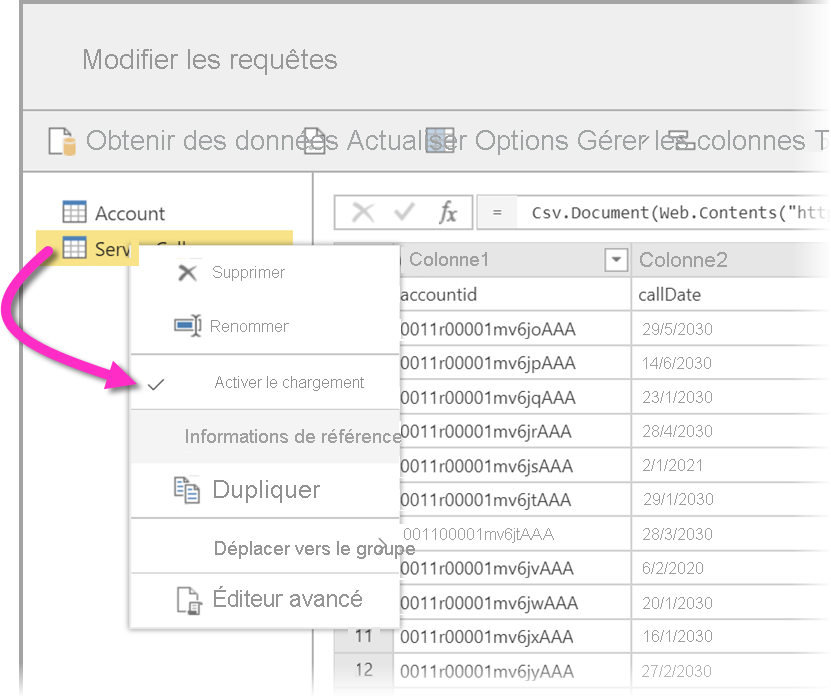 Modifier les requêtes
Obtenir des données Actualiser Options Gérer les colonnes T
Account
Serv
= Csv.Document(Web.Contents("htt
Colonne1 Colonne2
accountid callDate
0011r00001mv6joAAA 29/5/2030
0011r00001mv6jpAAA 14/6/2030
0011r00001mv6jqAAA 23/1/2030
0011r00001mv6jrAAA 28/4/2030
0011r00001mv6jsAAA 2/1/2021
0011r00001mv6jtAAA 29/1/2030
001100001mv6jtAAA 28/3/2030
0011r00001mv6jvAAA 6/2/2020
0011r00001mv6jwAAA 20/1/2030
11 0011r00001mv6jxAAA 16/1/2030
12 0011r00001mv6jyAAA 27/2/2030
Supprimer
Renommer
Activer le chargement
Informations de référence
Dupliquer
Déplacer vers le groupe
Éditeur avancé